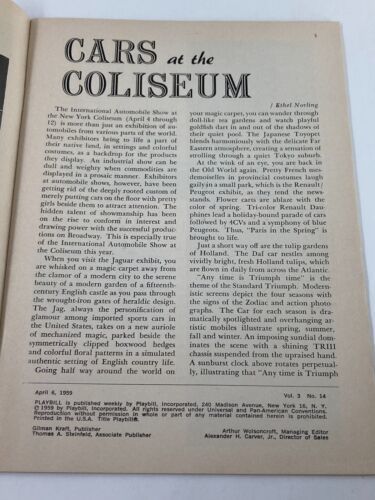 CARS at the
COLISEUM
/ Ethel Norling
The International Automobile Show at
the New York Coliseum (April 4 through
12) is more than just an exhibition of au-
tomobiles from various parts of the world.
Many exhibitors being to life a part of
their native land, in settings and colorful
costumes, as a backdrop for the products
they display. An industrial show can be
dull and weighty when commodities are
displayed in a prosaic manner. Exhibitors
at automobile shows, however, have been
getting rid of the deeply rooted custom of
merely putting cars on the floor with pretty
girls beside them to attract attention. The
hidden talent of showmanship has been
on the rise to conform in interest and
drawing power with the successful produc-
tions on Broadway. This is especially true
of the International Automobile Show at
the Coliseum this year.
When you visit the Jaguar exhibit, you
are whisked on a magic carpet away from
the clamor of a modern city to the serene
beauty of a modern garden of a fifteenth-
century English castle as you pass through
the wrought-iron gates of heraldic design.
The Jag, always the personification of
glamour among imported sports cars in
the United States, takes on a new auriole
of mechanized magic, parked beside the
symmetrically clipped boxwood hedges
and colorful floral patterns in a simulated
authentic setting of English country life.
Going half way around the world on
your magic carpet, you can wander through
doll-like tea gardens and watch playful
goldfish dart in and out of the shadows of
their quiet pool. The Japanese Toyopet
blends harmoniously with the delicate Far
Eastern atmosphere, creating a sensation of
strolling through a quiet Tokyo suburb.
At the wink of an eye, you are back in
the Old World again. Pretty French mes-
demoiselles in provincial costumes laugh
gaily in a small park, which is the Renault-
Peugot exhibit, as they tend the news
stands. Flower carts are ablaze with the
color of spring. Tri-color Renault Dau-
phines lead a holiday-bound parade of cars
followed by 4CVs and a symphony of blue
Peugeots. Thus, "Paris in the Spring" is
brought to life.
Just a short way off are the tulip gardens
of Holland. The Daf car nestles among
vividly bright, fresh Holland tulips, which
are flown in daily from across the Atlantic.
"Any time is Triumph time" is the
theme of the Standard Triumph. Modern-
istic screens depict the four seasons with
the signs of the Zodiac and action photo-
graphs. The Car for each season is dra-
matically spotlighted and overhanging ar-
tistic mobiles illustrate spring, summer,
fall and winter. An imposing sundial dom-
inates the scene with a shining TRIII
chassis suspended from the upraised hand.
A sunburst clock above rotates perpetual-
ly, illustrating that "Any time is Triumph
April 6, 1959
Vol. 3 No. 14
PLAYBILL is published weekly by Playbill, Incorporated, 240 Madison Avenue, New York 16, N. Y.
©1959 by Playbill, Incorporated. All rights reserved under Universal and Pan-American Conventions.
Reproduction without permission in whole or part of any material contained herein is prohibited.
Printed in the U.S.A. Title Playbill®.
Gilman Kraft, Publisher
Arthur Wolsoncroft, Managing Editor
Thomas A. Steinfeld, Associate Publisher
Alexander H. Carver, Jr., Director of Sales